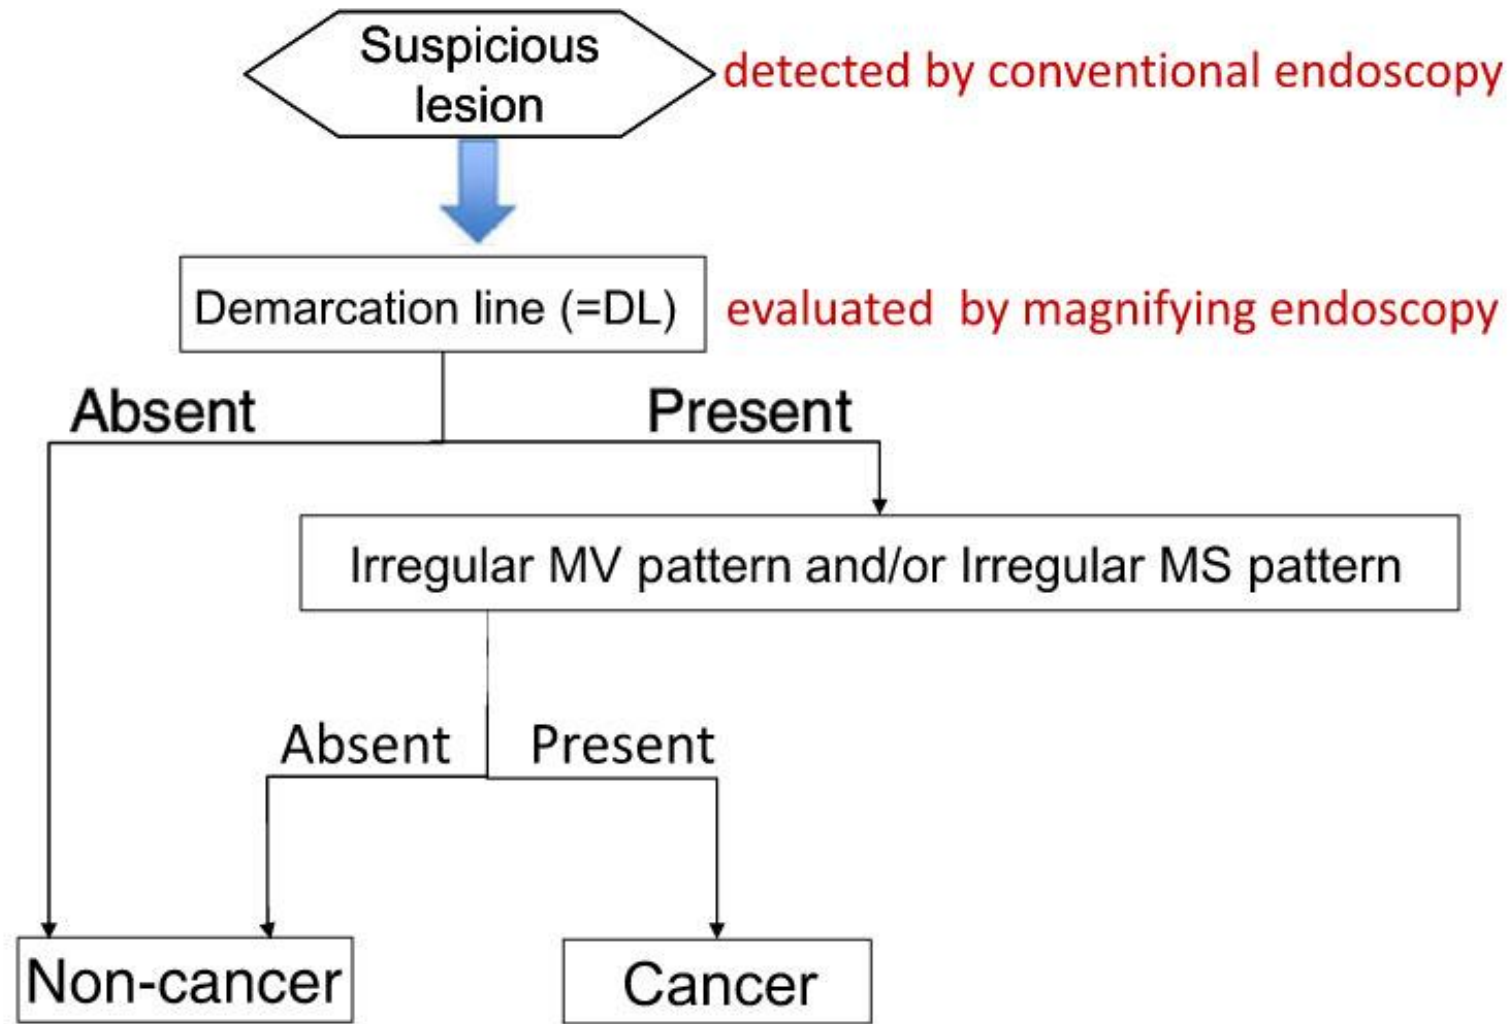 Suspicious
lesion
detected by conventional endoscopy
Demarcation line (=DL)
evaluated by magnifying endoscopy
Absent
Present
Irregular MV pattern and/or Irregular MS pattern
Absent
Present
Non-cancer
Cancer